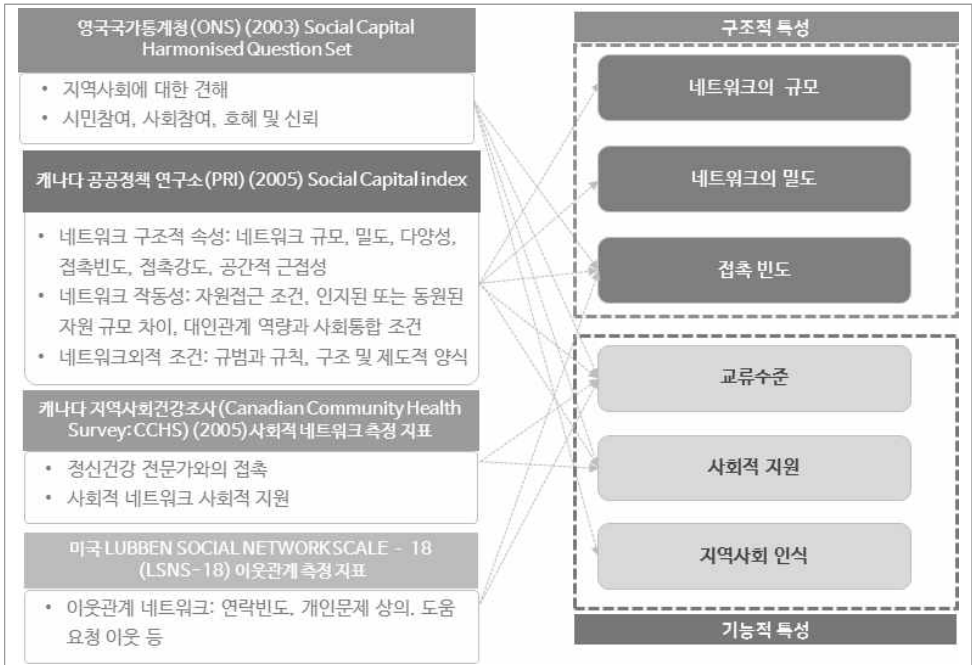 영국국가통계청(ONS) (2003) Social Capital
Harmonised Question Set
• 지역사회에 대한 견해
• 시민참여, 사회참여, 호혜 및 신뢰
캐나다 공공정책 연구소(PRI) (2005) Social Capital index
• 네트워크 구조적 속성: 네트워크 규모, 밀도, 다양성,
접촉빈도, 접촉강도, 공간적 근접성
• 네트워크 작동성: 자원접근 조건, 인지된 또는 동원된
자원 규모 차이, 대인관계 역량과 사회통합 조건
• 네트워크외적 조건: 규범과 규칙, 구조 및 제도적 양식
캐나다 지역사회건강조사(Canadian Community Health
Survey: CCHS) (2005) 사회적 네트워크 측정 지표
• 정신건강 전문가와의 접촉
• 사회적 네트워크 사회적 지원
미국 LUBBEN SOCIAL NETWORK SCALE - 18
(LSNS-18) 이웃관계 측정 지표
• 이웃관계 네트워크: 연락빈도, 개인문제 상의, 도움
요청 이웃 등
구조적 특성
네트워크의 규모
네트워크의 밀도
접촉 빈도
교류수준
사회적 지원
지역사회 인식
기능적 특성